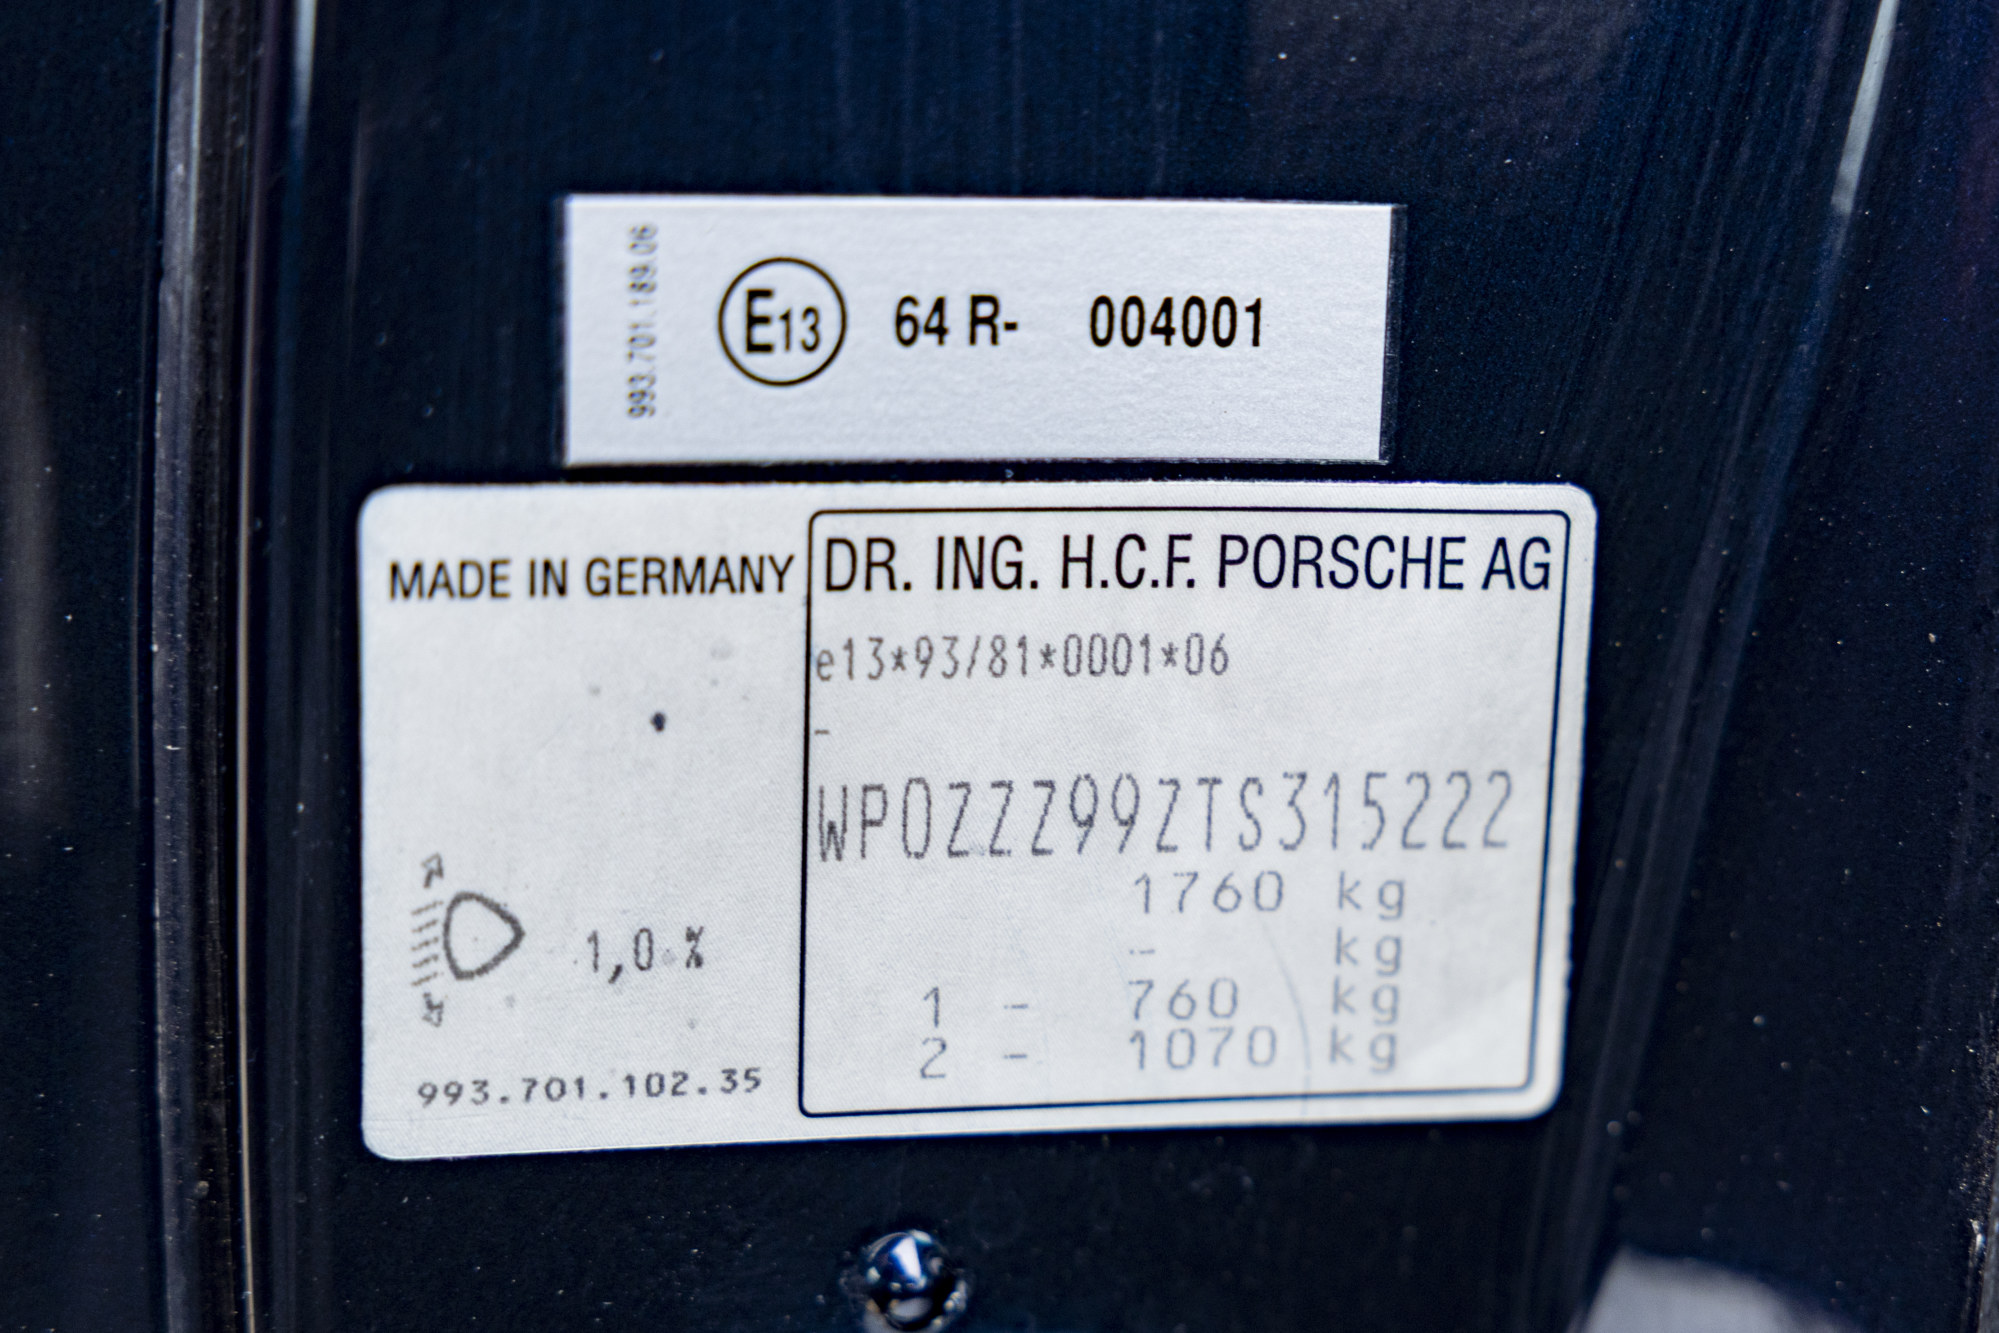 993.701.189.06
E13 64 R- 004001
MADE IN GERMANY
DR. ING. H.C.F. PORSCHE AG
e13*93/81*0001*06
-
WP0ZZZ99ZTS315222
1760 kg
- kg
1 - 760 kg
2 - 1070 kg
1,0 %
993.701.102.35